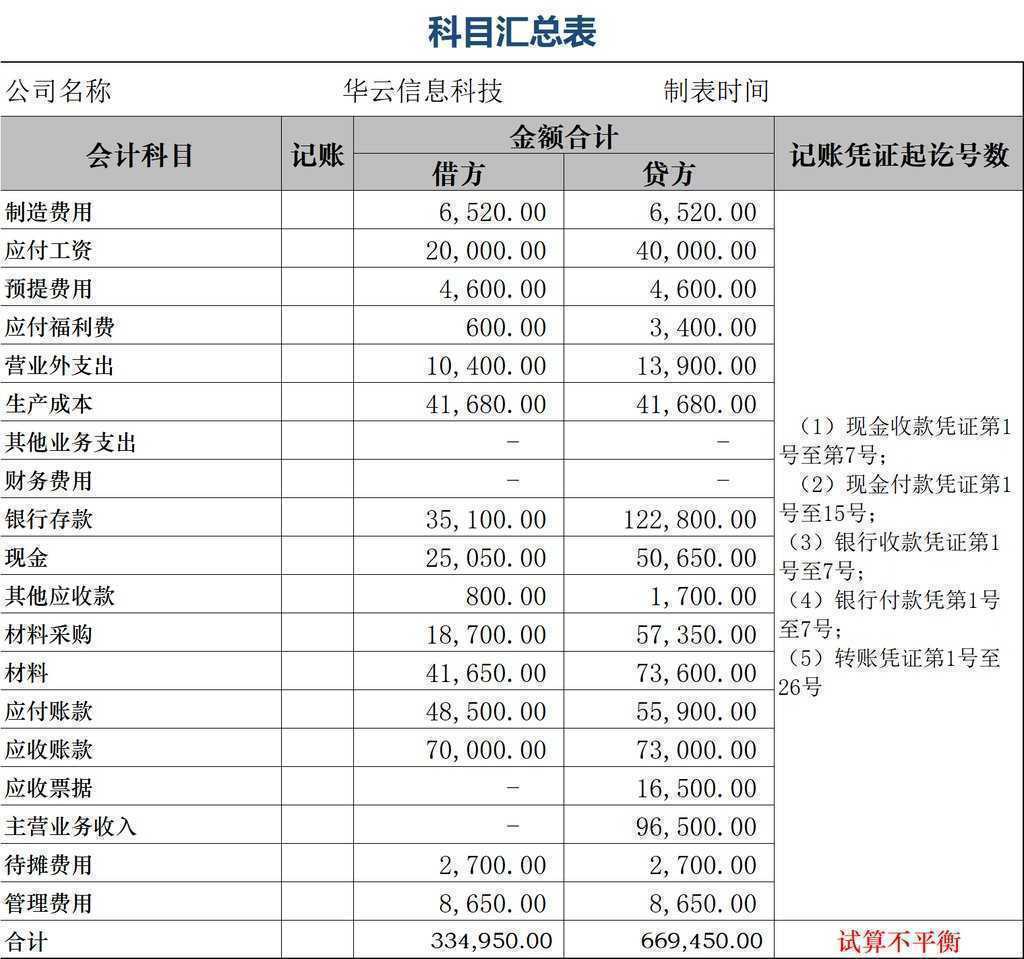 科目汇总表
公司名称 华云信息科技 制表时间
会计科目 记账 金额合计 记账凭证起讫号数
借方 贷方
制造费用 6,520.00 6,520.00
应付工资 20,000.00 40,000.00
预提费用 4,600.00 4,600.00
应付福利费 600.00 3,400.00
营业外支出 10,400.00 13,900.00
生产成本 41,680.00 41,680.00
其他业务支出 - -
财务费用 - -
银行存款 35,100.00 122,800.00
现金 25,050.00 50,650.00
其他应收款 800.00 1,700.00
材料采购 18,700.00 57,350.00
材料 41,650.00 73,600.00
应付账款 48,500.00 55,900.00
应收账款 70,000.00 73,000.00
应收票据 - 16,500.00
主营业务收入 - 96,500.00
待摊费用 2,700.00 2,700.00
管理费用 8,650.00 8,650.00
(1)现金收款凭证第1
号至第7号;
(2)现金付款凭证第1
号至15号;
(3)银行收款凭证第1
号至7号;
(4)银行付款凭第1号
至7号;
(5)转账凭证第1号至
26号
合计 334,950.00 669,450.00 试算不平衡